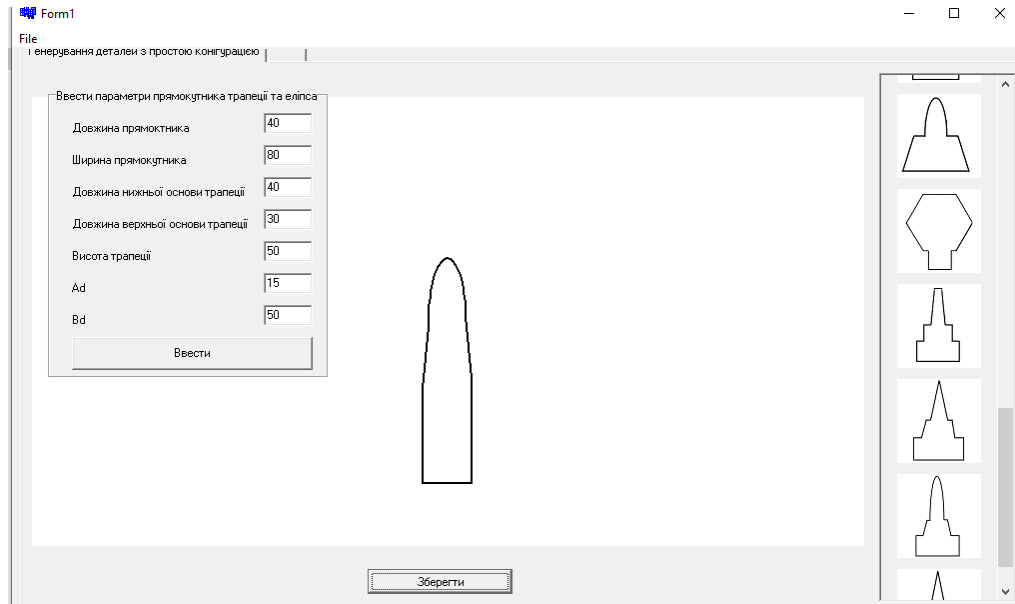 Form1
File
Генерування деталей з простою конігурацією
Ввести параметри прямокутника трапеції та еліпса
Довжина прямоктника
40
Ширина прямокутника
80
Довжина нижньої основи трапеції
40
Довжина верхньої основи трапеції
30
Висота трапеції
50
Ad
15
Bd
50
Ввести
Зберегти